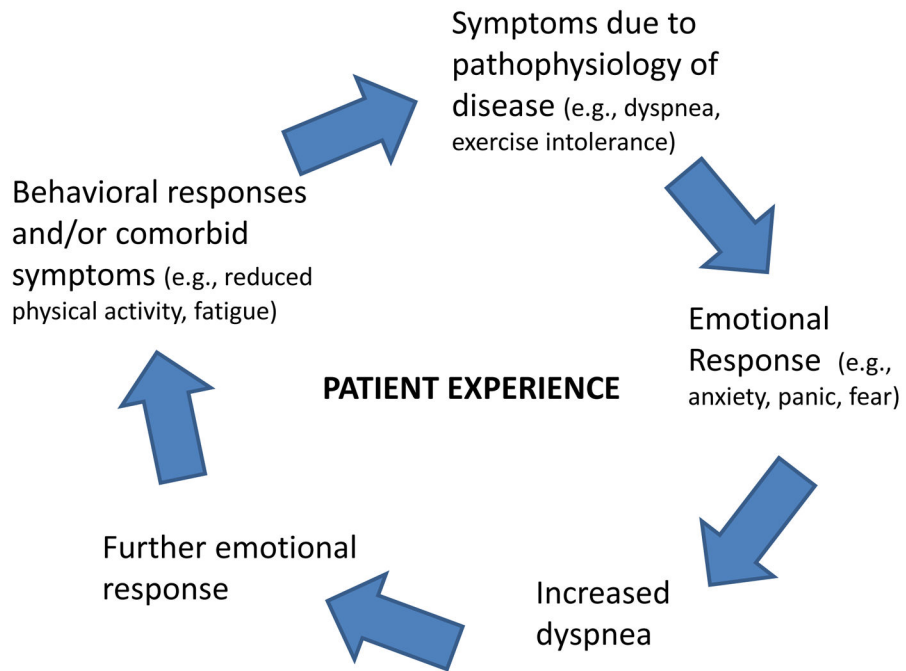 Symptoms due to
pathophysiology of
disease (e.g., dyspnea,
exercise intolerance)
Emotional
Response (e.g.,
anxiety, panic, fear)
Increased
dyspnea
Further emotional
response
Behavioral responses
and/or comorbid
symptoms (e.g., reduced
physical activity, fatigue)
PATIENT EXPERIENCE